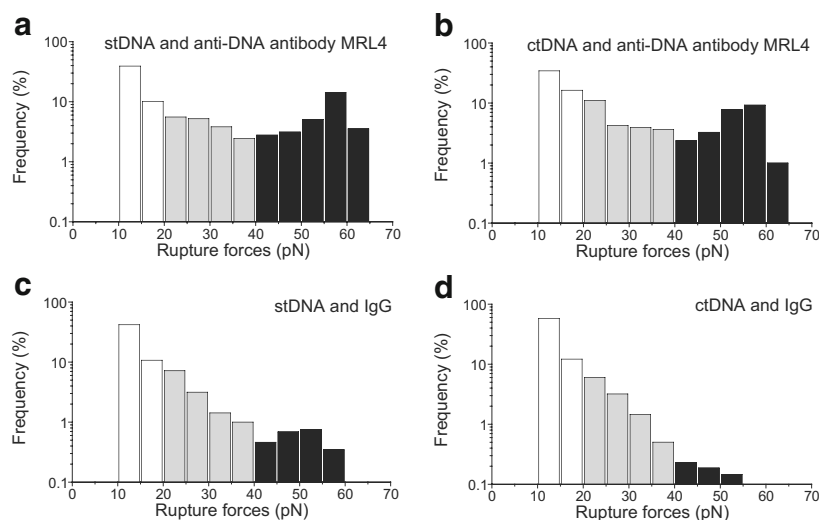 a
stDNA and anti-DNA antibody MRL4
Frequency (%)
100
10
1
0.1
0 10 20 30 40 50 60 70
Rupture forces (pN)
b
ctDNA and anti-DNA antibody MRL4
Frequency (%)
100
10
1
0.1
0 10 20 30 40 50 60 70
Rupture forces (pN)
c
stDNA and IgG
Frequency (%)
100
10
1
0.1
0 10 20 30 40 50 60 70
Rupture forces (pN)
d
ctDNA and IgG
Frequency (%)
100
10
1
0.1
0 10 20 30 40 50 60 70
Rupture forces (pN)